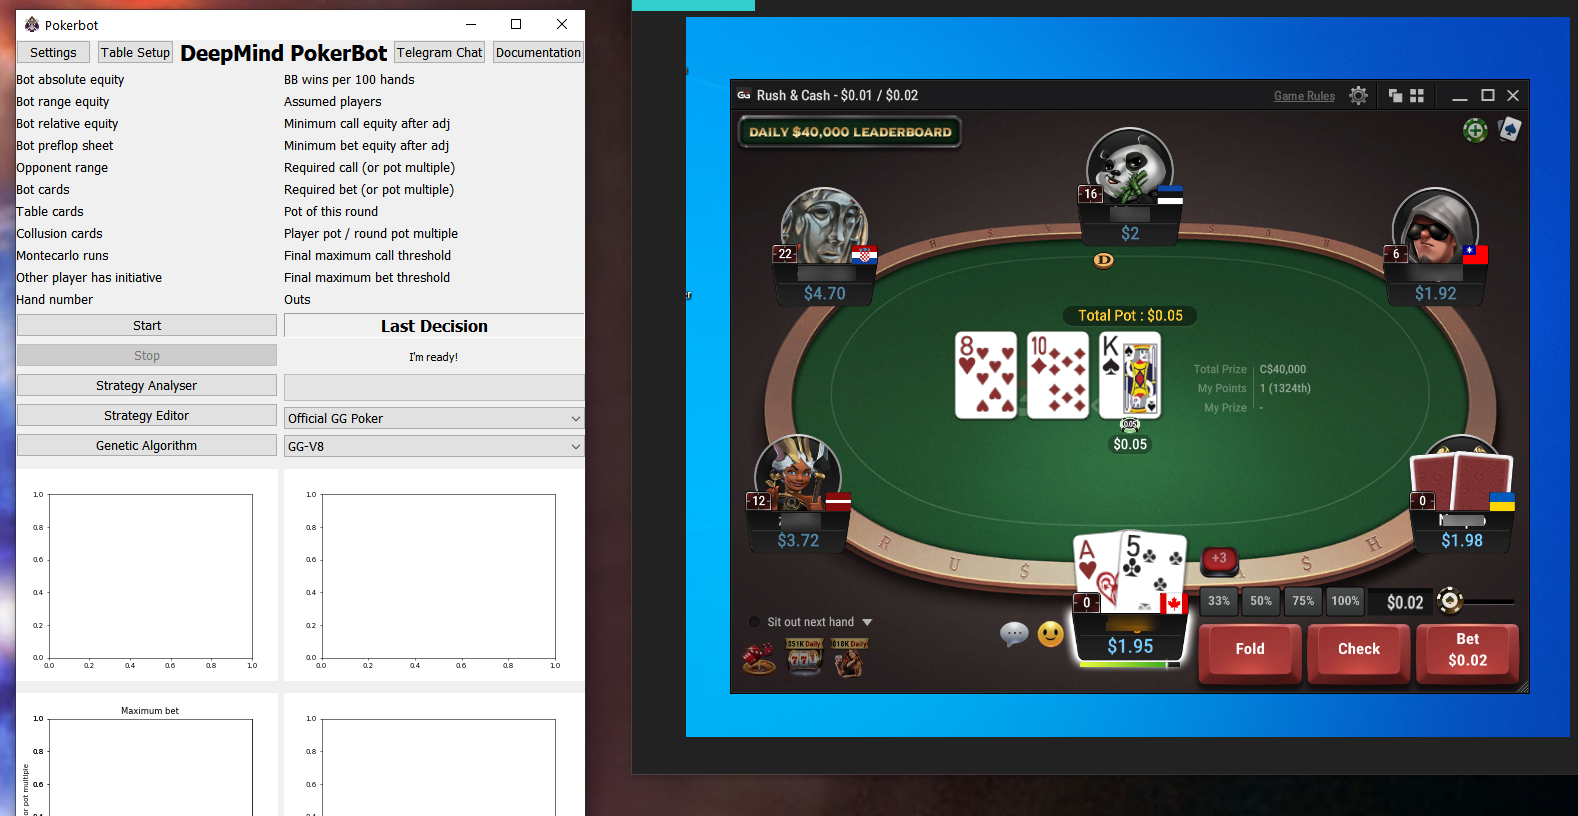 Pokerbot
Settings
Table Setup
DeepMind PokerBot
Telegram Chat
Documentation
Bot absolute equity
BB wins per 100 hands
Bot range equity
Assumed players
Bot relative equity
Minimum call equity after adj
Bot preflop sheet
Minimum bet equity after adj
Opponent range
Required call (or pot multiple)
Bot cards
Required bet (or pot multiple)
Table cards
Pot of this round
Collusion cards
Player pot / round pot multiple
Montecarlo runs
Final maximum call threshold
Other player has initiative
Final maximum bet threshold
Hand number
Outs
Start
Last Decision
Stop
I'm ready!
Strategy Analyser
Strategy Editor
Official GG Poker
Genetic Algorithm
GG-V8
1.0
0.8
0.6
0.4
0.2
0.0
0.0 0.2 0.4 0.6 0.8 1.0
1.0
0.8
0.6
0.4
0.2
0.0
0.0 0.2 0.4 0.6 0.8 1.0
Maximum bet
1.0
0.8
0.6
or pot multiple
1.0
0.8
0.6
0.4
GG
Rush & Cash - $0.01 / $0.02
Game Rules
DAILY $40,000 LEADERBOARD
16
$2
22
$4.70
6
$1.92
D
Total Pot : $0.05
8
10
K
Total Prize C$40,000
My Points 1 (1324th)
My Prize -
0.05
$0.05
12
$3.72
0
$1.98
R U $ H
A
5
+3
0
$1.95
33%
50%
75%
100%
$0.02
Sit out next hand
$51K Daily
777
$18K Daily
Fold
Check
Bet
$0.02